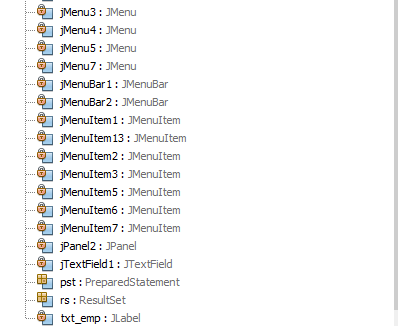 jMenu3 : JMenu
jMenu4 : JMenu
jMenu5 : JMenu
jMenu7 : JMenu
jMenuBar1 : JMenuBar
jMenuBar2 : JMenuBar
jMenuItem1 : JMenuItem
jMenuItem13 : JMenuItem
jMenuItem2 : JMenuItem
jMenuItem3 : JMenuItem
jMenuItem5 : JMenuItem
jMenuItem6 : JMenuItem
jMenuItem7 : JMenuItem
jPanel2 : JPanel
jTextField1 : JTextField
pst : PreparedStatement
rs : ResultSet
txt_emp : JLabel